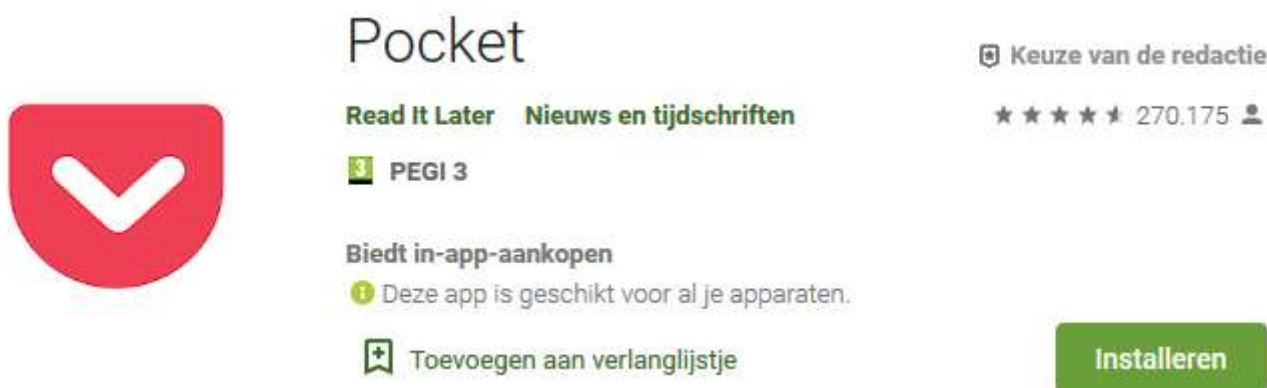 Pocket
Keuze van de redactie
Read It Later Nieuws en tijdschriften
270.175
3 PEGI 3
Biedt in-app-aankopen
Deze app is geschikt voor al je apparaten.
Toevoegen aan verlanglijstje
Installeren